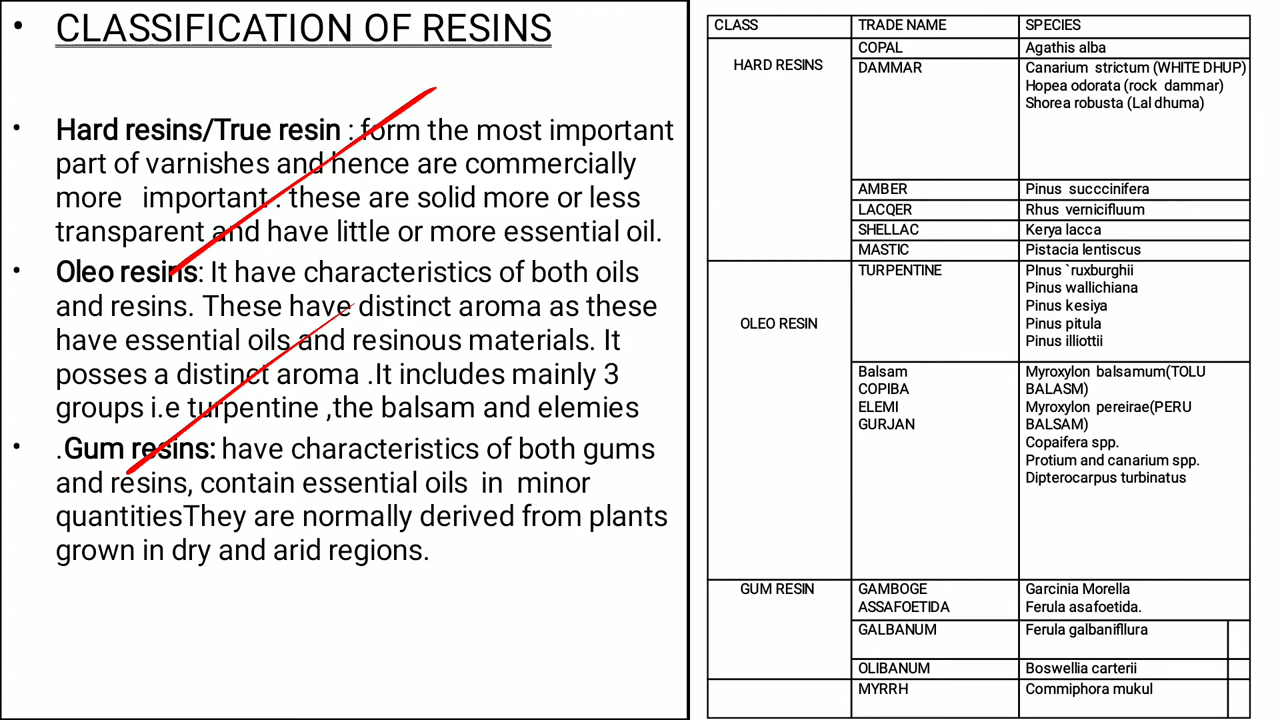 • CLASSIFICATION OF RESINS
• Hard resins/True resin : form the most important
part of varnishes and hence are commercially
more important . these are solid more or less
transparent and have little or more essential oil.
• Oleo resins: It have characteristics of both oils
and resins. These have distinct aroma as these
have essential oils and resinous materials. It
posses a distinct aroma .It includes mainly 3
groups i.e turpentine ,the balsam and elemies
• .Gum resins: have characteristics of both gums
and resins, contain essential oils in minor
quantitiesThey are normally derived from plants
grown in dry and arid regions.
CLASS TRADE NAME SPECIES
HARD RESINS
COPAL Agathis alba
DAMMAR Canarium strictum (WHITE DHUP)
Hopea odorata (rock dammar)
Shorea robusta (Lal dhuma)
AMBER Pinus succcinifera
LACQER Rhus vernicifluum
SHELLAC Kerya lacca
MASTIC Pistacia lentiscus
OLEO RESIN
TURPENTINE PInus `ruxburghii
Pinus wallichiana
Pinus kesiya
Pinus pitula
Pinus illiottii
Balsam Myroxylon balsamum(TOLU
COPIBA BALASM)
ELEMI Myroxylon pereirae(PERU
GURJAN BALSAM)
Copaifera spp.
Protium and canarium spp.
Dipterocarpus turbinatus
GUM RESIN GAMBOGE Garcinia Morella
ASSAFOETIDA Ferula asafoetida.
GALBANUM Ferula galbanifllura
OLIBANUM Boswellia carterii
MYRRH Commiphora mukul